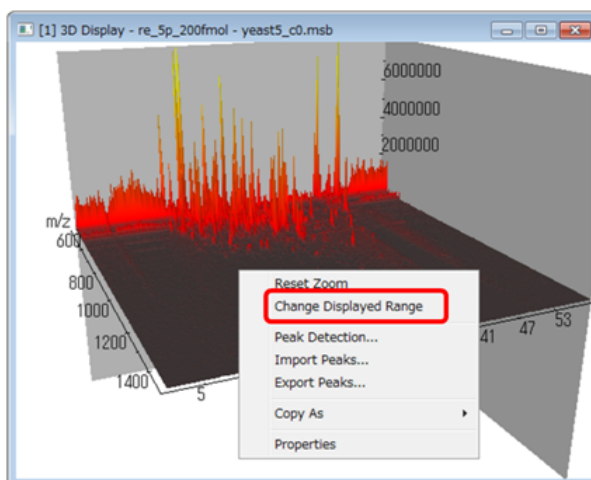 [1] 3D Display - re_5p_200fmol - yeast5_c0.msb
6000000
4000000
2000000
m/z
600
800
1000
1200
1400
5
41
47
53
Reset Zoom
Change Displayed Range
Peak Detection...
Import Peaks...
Export Peaks...
Copy As
Properties